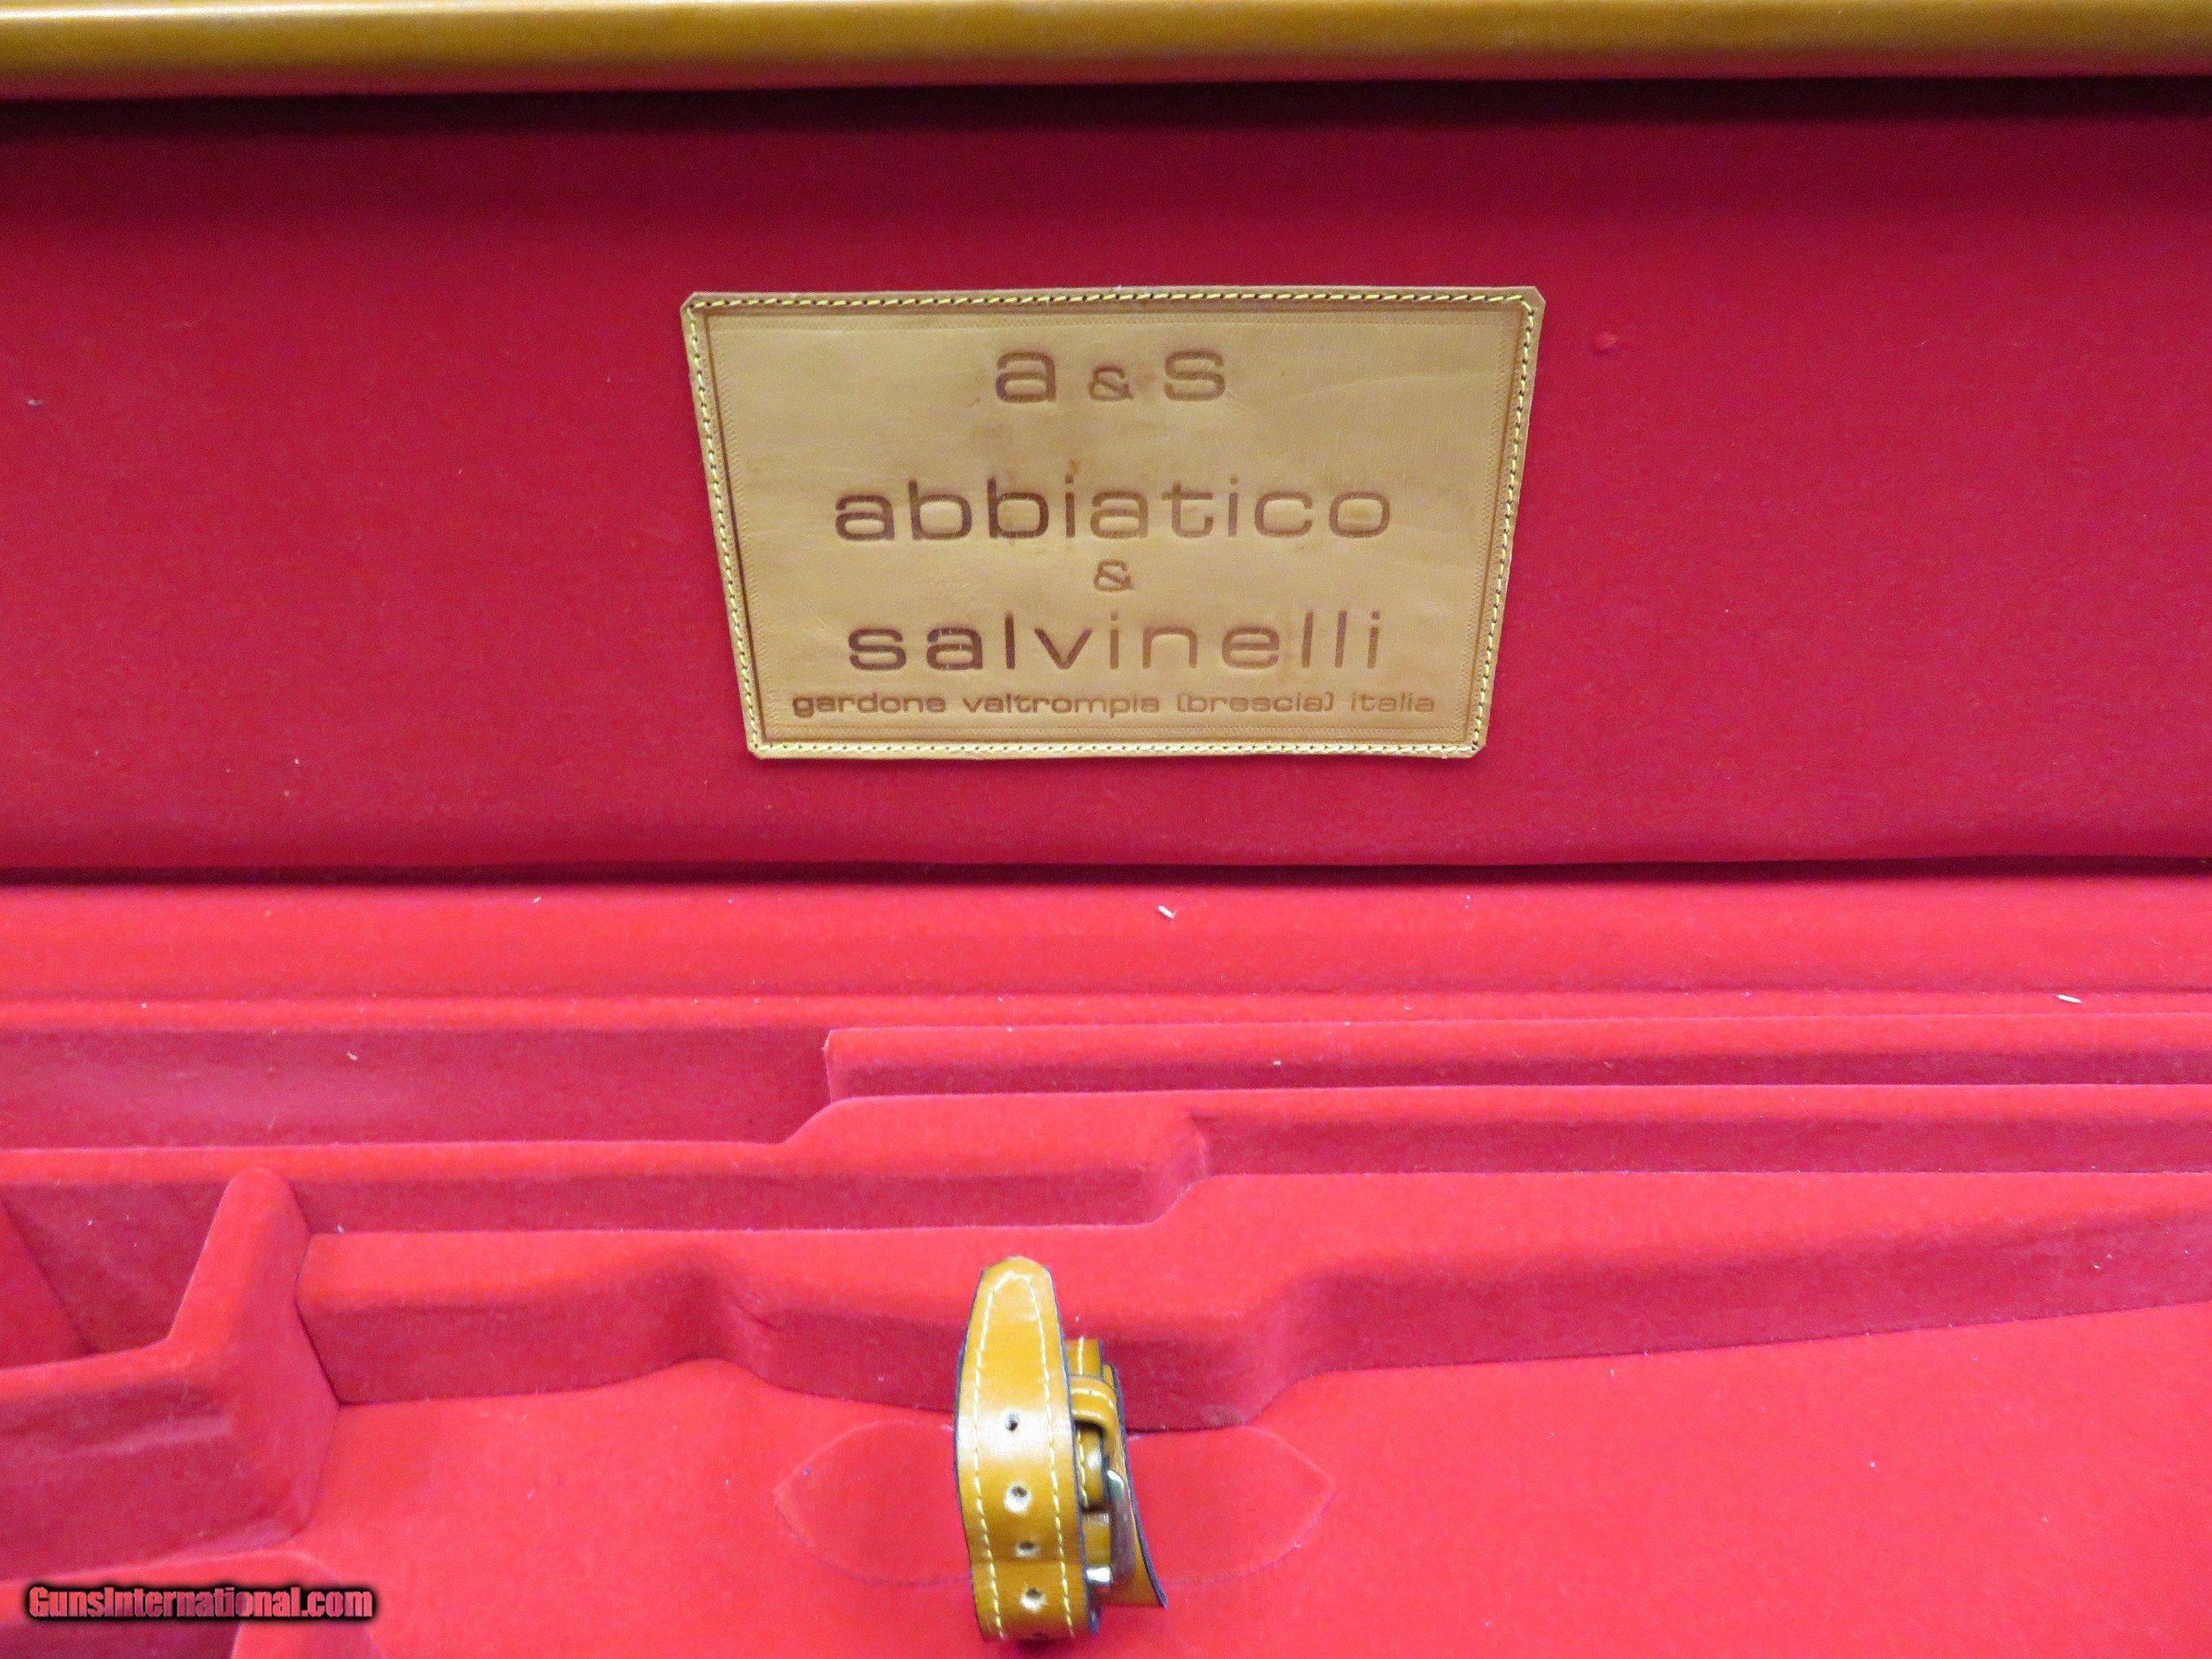 a & s
abbiatico
&
salvinelli
gardone valtrompia (brescia) italia
GunsInternational.com